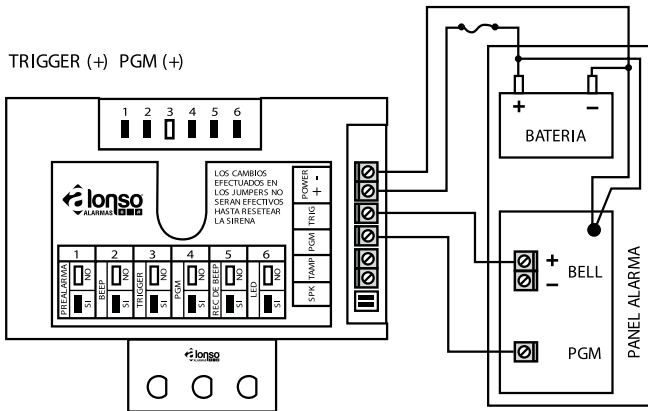 TRIGGER (+) PGM (+)
1 2 3 4 5 6
alonso
ALARMAS
LOS CAMBIOS
EFECTUADOS EN
LOS JUMPERS NO
SERAN EFECTIVOS
HASTA RESETEAR
LA SIRENA
POWER
+ -
TRIG
PGM
TAMP
SPK
1 2 3 4 5 6
PREALARMA
NO
SI
BEEP
NO
SI
TRIGGER
NO
SI
PGM
NO
SI
REC DE BEEP
NO
SI
LED
NO
SI
alonso
+ -
BATERIA
+
BELL
-
PGM
PANEL ALARMA